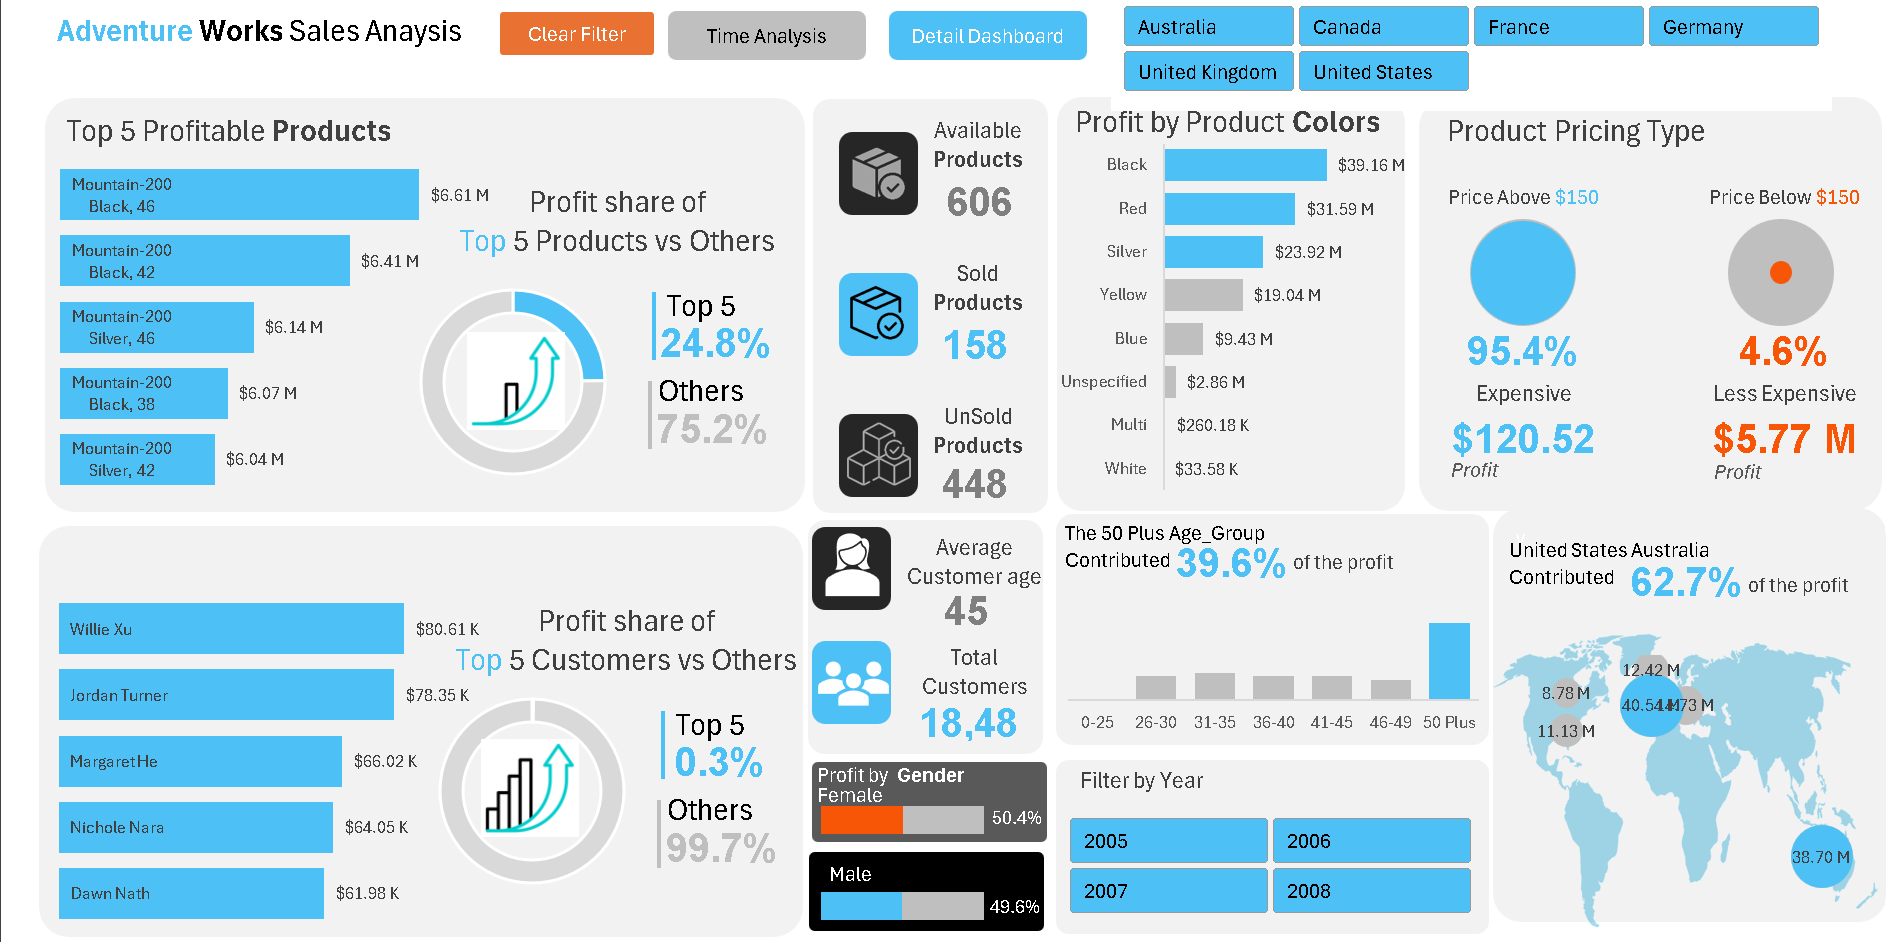 Adventure Works Sales Anaysis
Clear Filter
Time Analysis
Detail Dashboard
Australia
Canada
France
Germany
United Kingdom
United States
Top 5 Profitable Products
Mountain-200
Black, 46
$6.61 M
Mountain-200
Black, 42
$6.41 M
Mountain-200
Silver, 46
$6.14 M
Mountain-200
Black, 38
$6.07 M
Mountain-200
Silver, 42
$6.04 M
Profit share of
Top 5 Products vs Others
Top 5
24.8%
Others
75.2%
Available
Products
606
Sold
Products
158
UnSold
Products
448
Profit by Product Colors
Black
$39.16 M
Red
$31.59 M
Silver
$23.92 M
Yellow
$19.04 M
Blue
$9.43 M
Unspecified
$2.86 M
Multi
$260.18 K
White
$33.58 K
Product Pricing Type
Price Above $150
95.4%
Expensive
$120.52
Profit
Price Below $150
4.6%
Less Expensive
$5.77 M
Profit
Willie Xu
$80.61 K
Jordan Turner
$78.35 K
Margaret He
$66.02 K
Nichole Nara
$64.05 K
Dawn Nath
$61.98 K
Profit share of
Top 5 Customers vs Others
Top 5
0.3%
Others
99.7%
Average
Customer age
45
Total
Customers
18,48
Profit by Gender
Female
50.4%
Male
49.6%
The 50 Plus Age_Group
Contributed 39.6% of the profit
0-25
26-30
31-35
36-40
41-45
46-49
50 Plus
Filter by Year
2005
2006
2007
2008
United States Australia
Contributed 62.7% of the profit
12.42 M
8.78 M
40.54 M
11.13 M
38.70 M